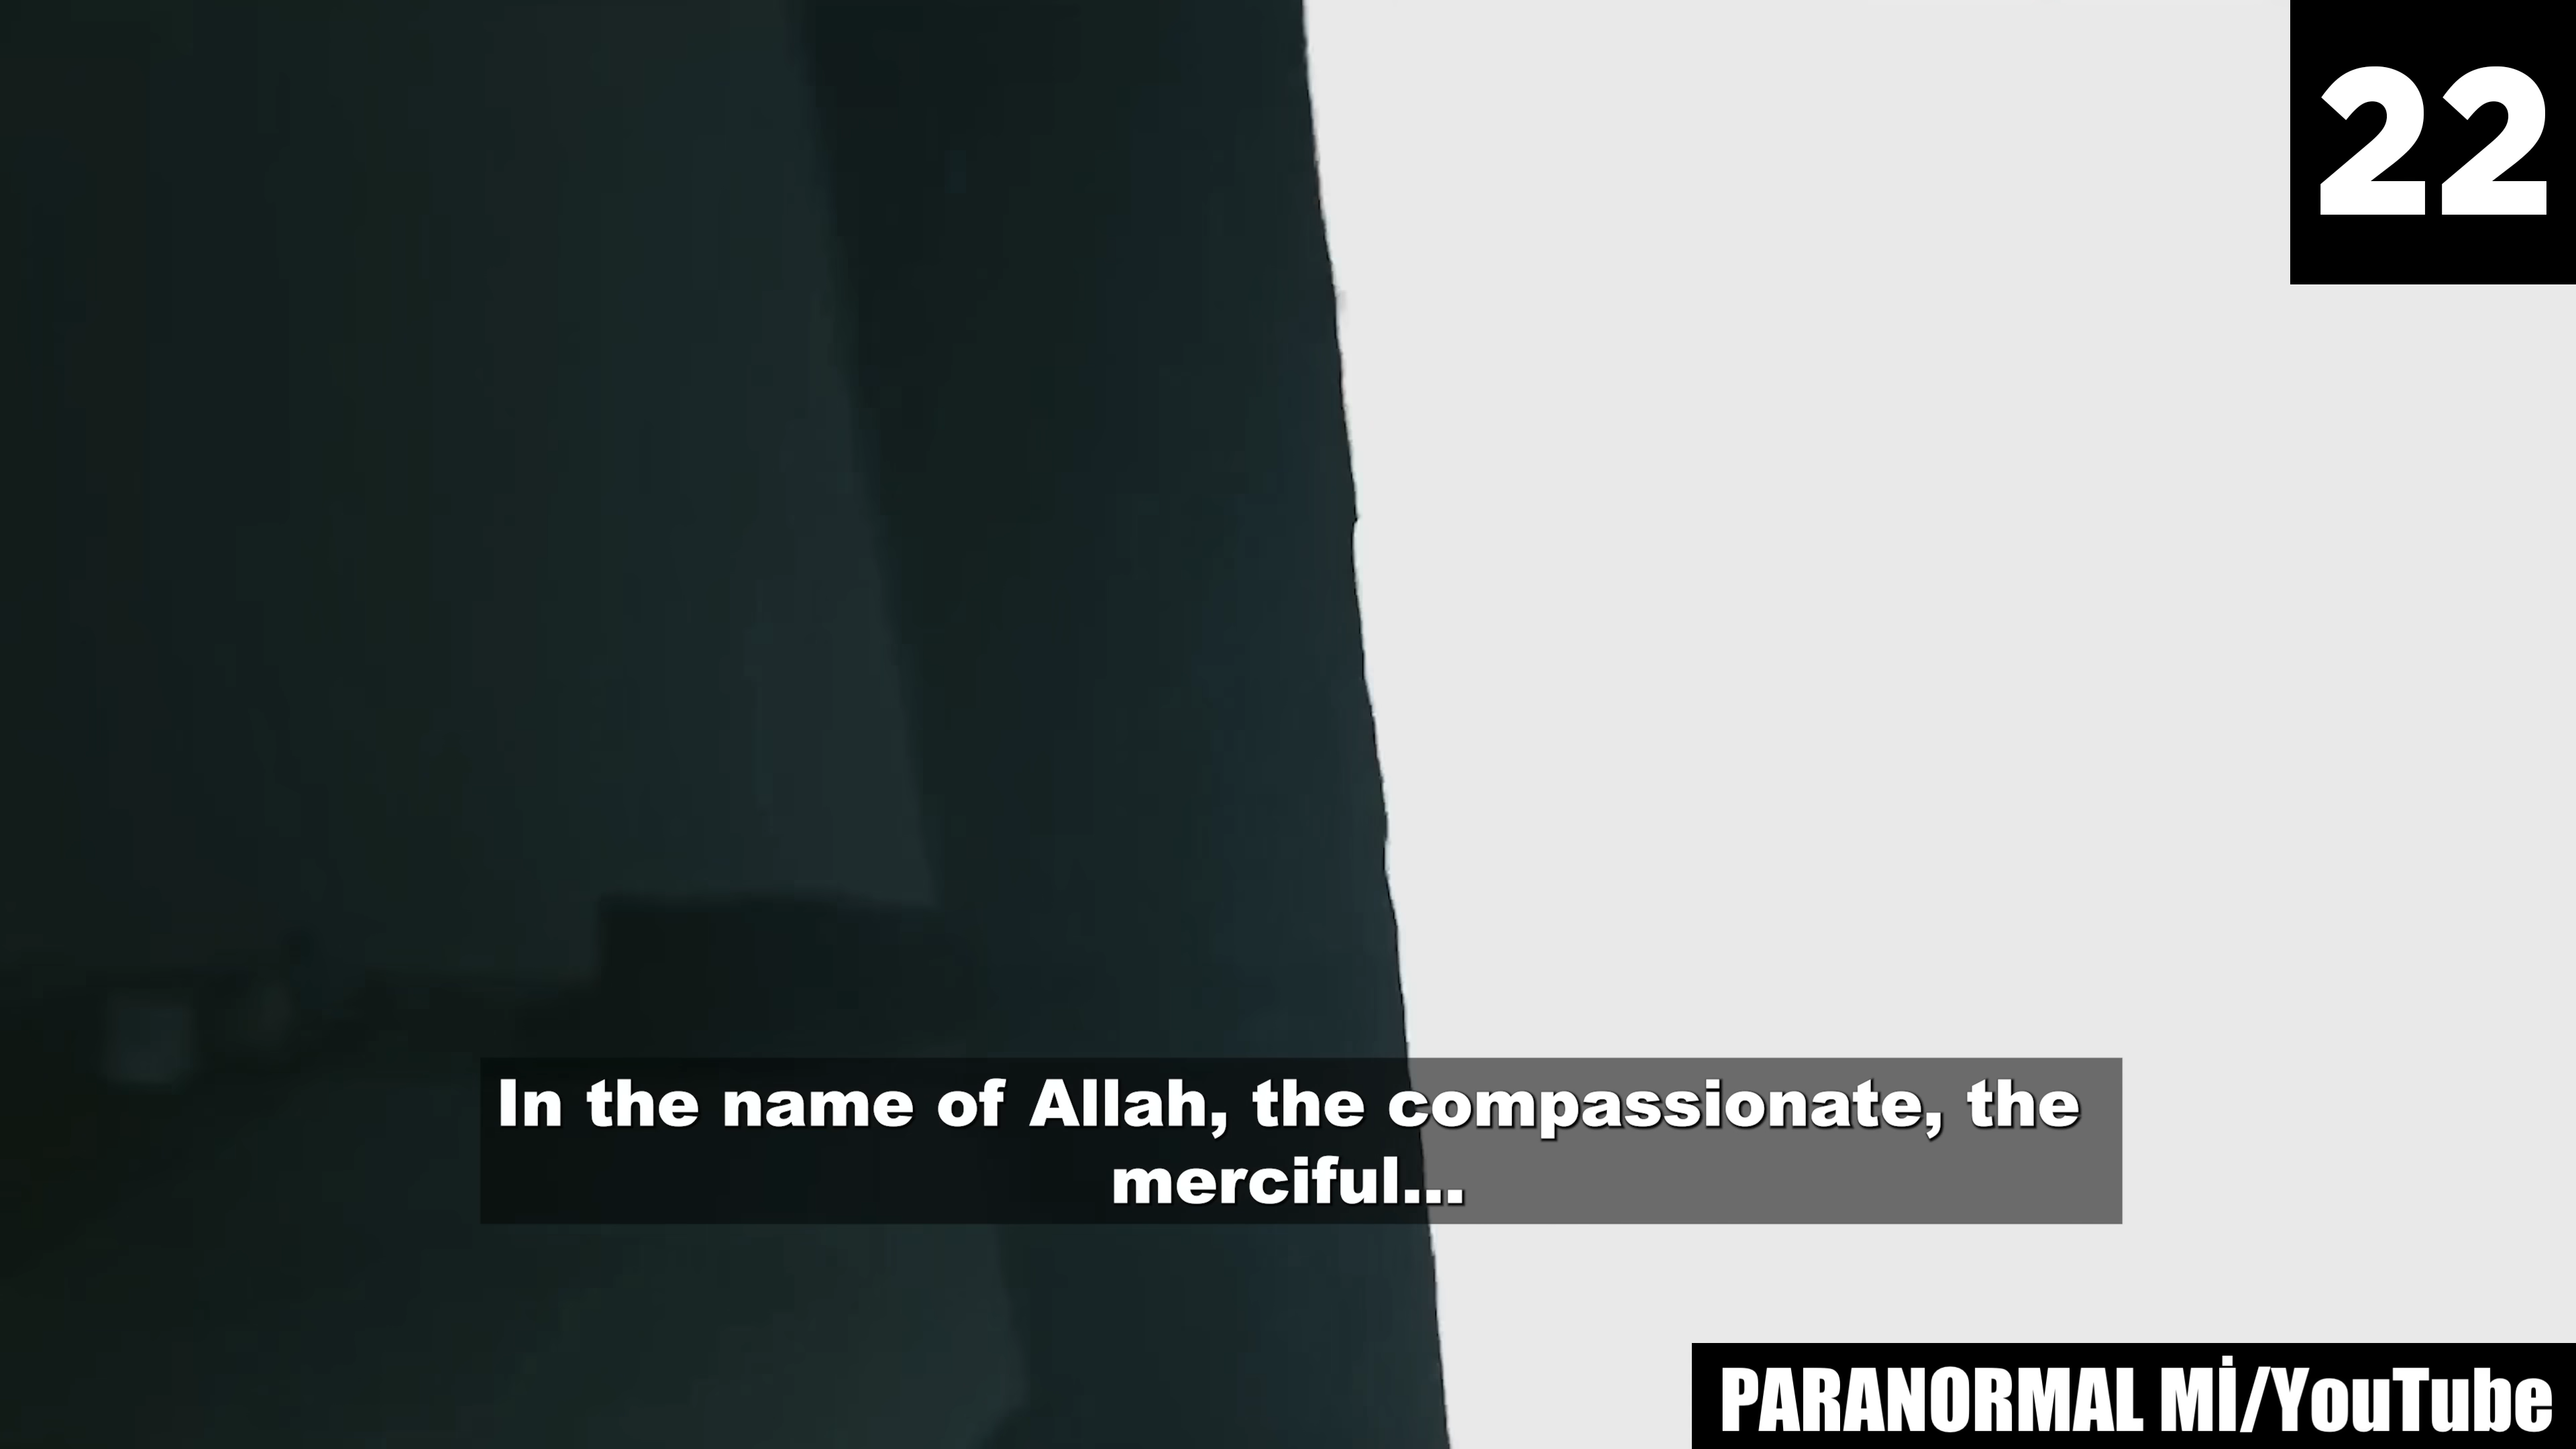 22
In the name of Allah, the compassionate, the
merciful...
PARANORMAL Mİ/YouTube